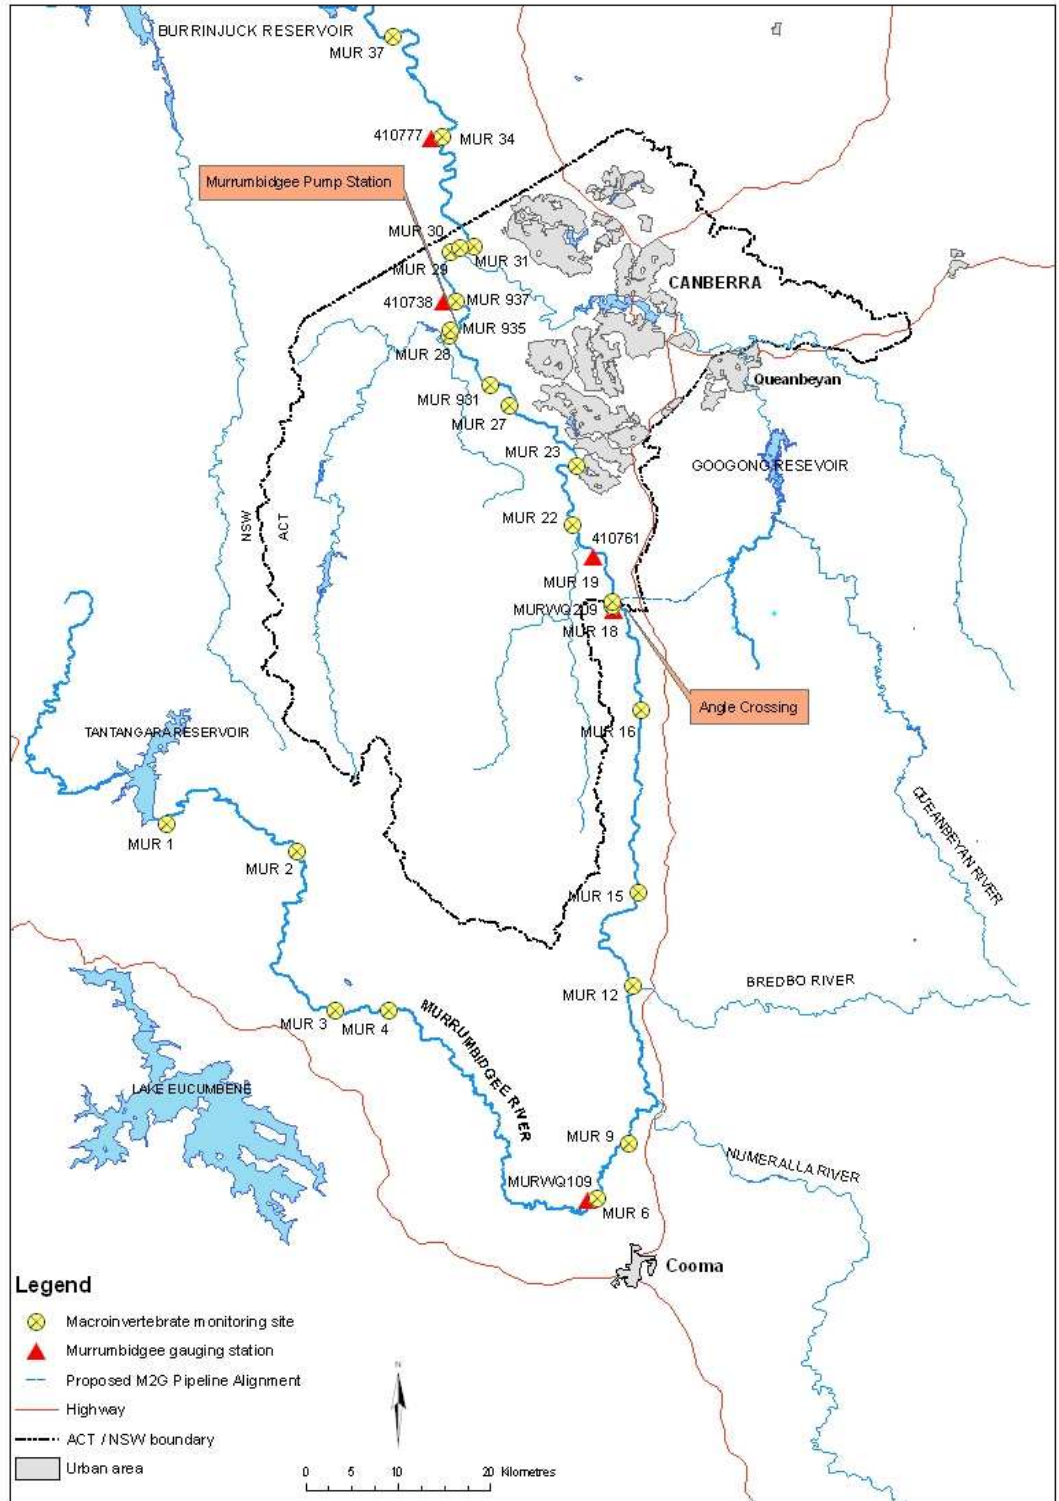 BURRINJUCK RESERVOIR
MUR 37
410777
MUR 34
Murrumbidgee Pump Station
MUR 30
MUR 29
MUR 31
410738
MUR 937
CANBERRA
MUR 935
MUR 28
MUR 931
MUR 27
Queanbeyan
MUR 23
GOOGONG RESEVOIR
MUR 22
NSW
ACT
410761
MUR 19
MURWQ209
MUR 18
Angle Crossing
MUR 16
TANTANGARA RESERVOIR
MUR 1
MUR 2
QUEANBEYAN RIVER
MUR 15
BREDBO RIVER
MUR 12
MUR 3
MUR 4
MURRUMBIDGEE RIVER
LAKE EUCUMBENE
MUR 9
NUMERALLA RIVER
MURWQ109
MUR 6
Cooma
Legend
Macroinvertebrate monitoring site
Murrumbidgee gauging station
Proposed M2G Pipeline Alignment
Highway
ACT / NSW boundary
Urban area
N
0 5 10 20 Kilometres